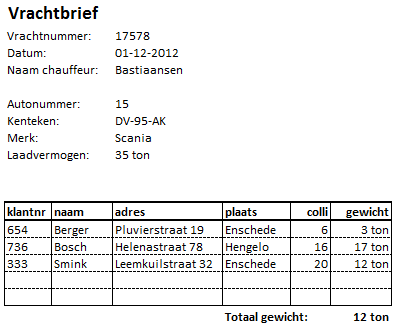 Vrachtbrief
Vrachtnummer: 17578
Datum: 01-12-2012
Naam chauffeur: Bastiaansen
Autonummer: 15
Kenteken: DV-95-AK
Merk: Scania
Laadvermogen: 35 ton
klantnr naam adres plaats colli gewicht
654 Berger Pluvierstraat 19 Enschede 6 3 ton
736 Bosch Helenastraat 78 Hengelo 16 17 ton
333 Smink Leemkuilstraat 32 Enschede 20 12 ton
Totaal gewicht: 12 ton